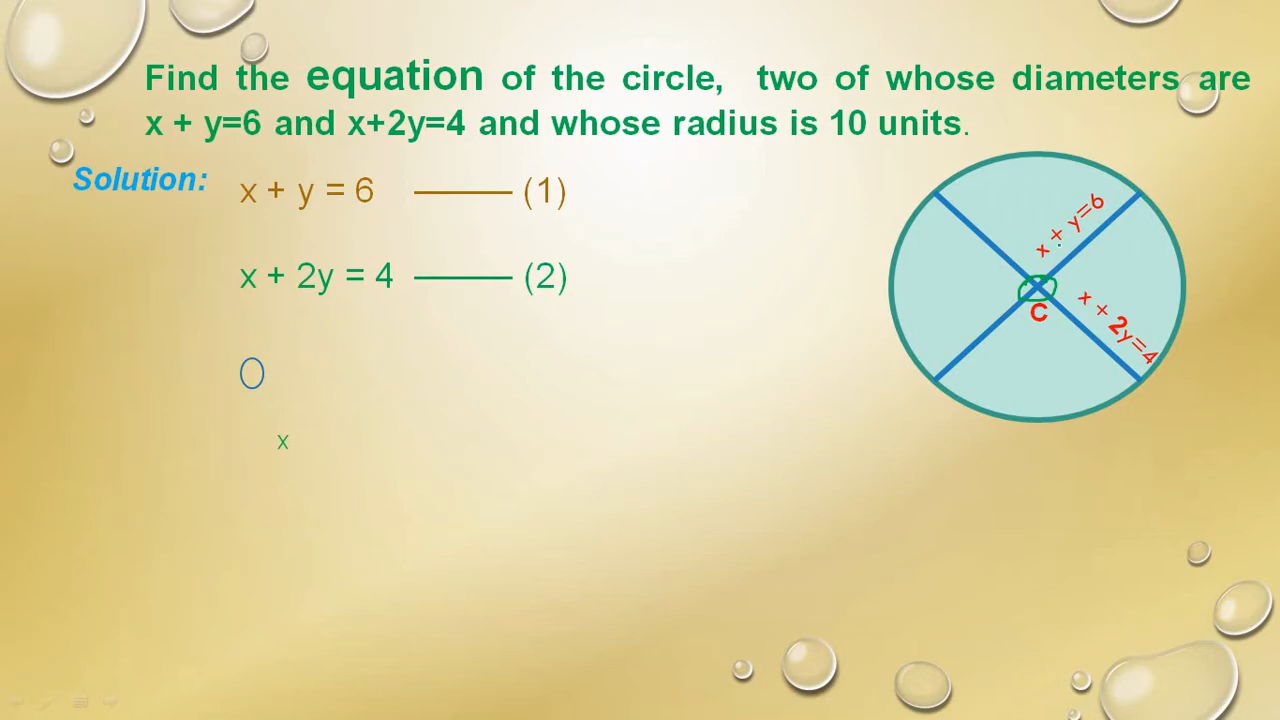 Find the equation of the circle, two of whose diameters are
x + y=6 and x+2y=4 and whose radius is 10 units.
Solution:
x + y = 6 ——— (1)
x + 2y = 4 ——— (2)
0
x
x + y=6
x + 2y=4
C